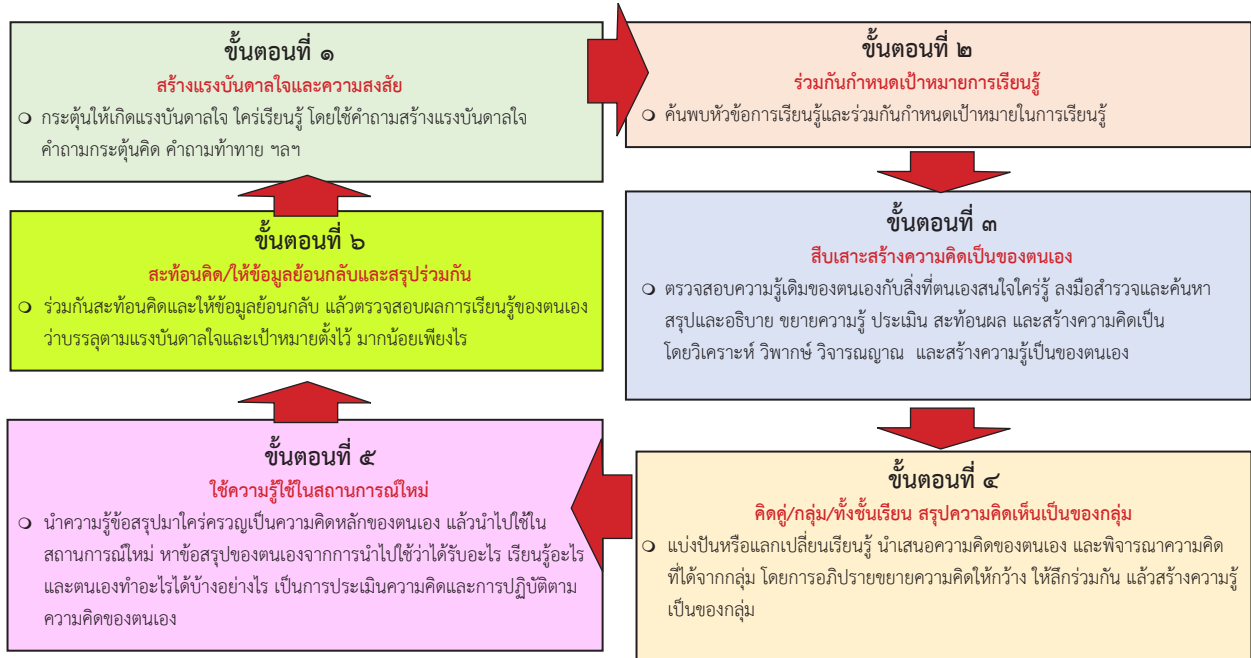 ขั้นตอนที่ ๑
สร้างแรงบันดาลใจและความสงสัย
กระตุ้นให้เกิดแรงบันดาลใจ ใคร่เรียนรู้ โดยใช้คำถามสร้างแรงบันดาลใจ
คำถามกระตุ้นคิด คำถามท้าทาย ฯลฯ
ขั้นตอนที่ ๒
ร่วมกันกำหนดเป้าหมายการเรียนรู้
ค้นพบหัวข้อการเรียนรู้และร่วมกันกำหนดเป้าหมายในการเรียนรู้
ขั้นตอนที่ ๓
สืบเสาะสร้างความคิดเป็นของตนเอง
ตรวจสอบความรู้เดิมของตนเองกับสิ่งที่ตนเองสนใจใคร่รู้ ลงมือสำรวจและค้นหา
สรุปและอธิบาย ขยายความรู้ ประเมิน สะท้อนผล และสร้างความคิดเป็น
โดยวิเคราะห์ วิพากษ์ วิจารณญาณ และสร้างความรู้เป็นของตนเอง
ขั้นตอนที่ ๔
คิดคู่/กลุ่ม/ทั้งชั้นเรียน สรุปความคิดเห็นเป็นของกลุ่ม
แบ่งปันหรือแลกเปลี่ยนเรียนรู้ นำเสนอความคิดของตนเอง และพิจารณาความคิด
ที่ได้จากกลุ่ม โดยการอภิปรายขยายความคิดให้กว้าง ให้ลึกร่วมกัน แล้วสร้างความรู้
เป็นของกลุ่ม
ขั้นตอนที่ ๕
ใช้ความรู้ใช้ในสถานการณ์ใหม่
นำความรู้ข้อสรุปมาใคร่ครวญเป็นความคิดหลักของตนเอง แล้วนำไปใช้ใน
สถานการณ์ใหม่ หาข้อสรุปของตนเองจากการนำไปใช้ว่าได้รับอะไร เรียนรู้อะไร
และตนเองทำอะไรได้บ้างอย่างไร เป็นการประเมินความคิดและการปฏิบัติตาม
ความคิดของตนเอง
ขั้นตอนที่ ๖
สะท้อนคิด/ให้ข้อมูลย้อนกลับและสรุปร่วมกัน
ร่วมกันสะท้อนคิดและให้ข้อมูลย้อนกลับ แล้วตรวจสอบผลการเรียนรู้ของตนเอง
ว่าบรรลุตามแรงบันดาลใจและเป้าหมายตั้งไว้ มากน้อยเพียงไร